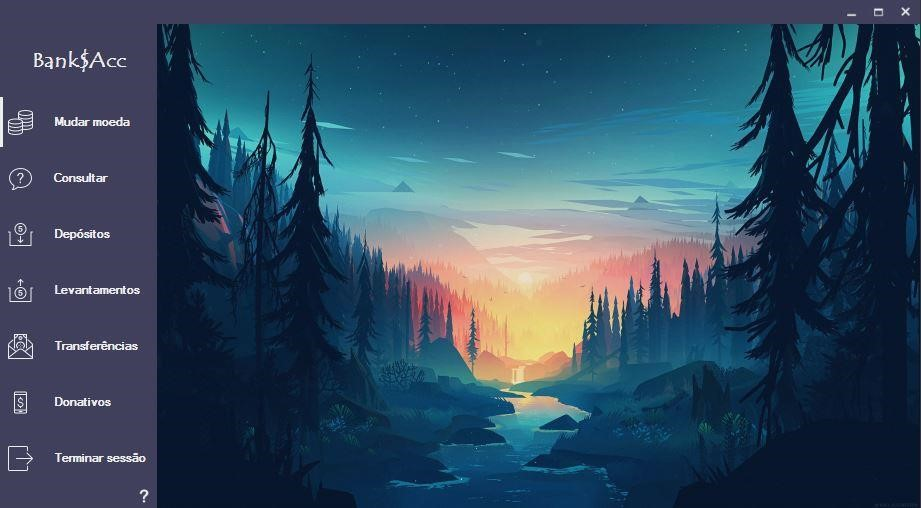 Bank$Acc
Mudar moeda
Consultar
Depósitos
Levantamentos
Transferências
Donativos
Terminar sessão
?